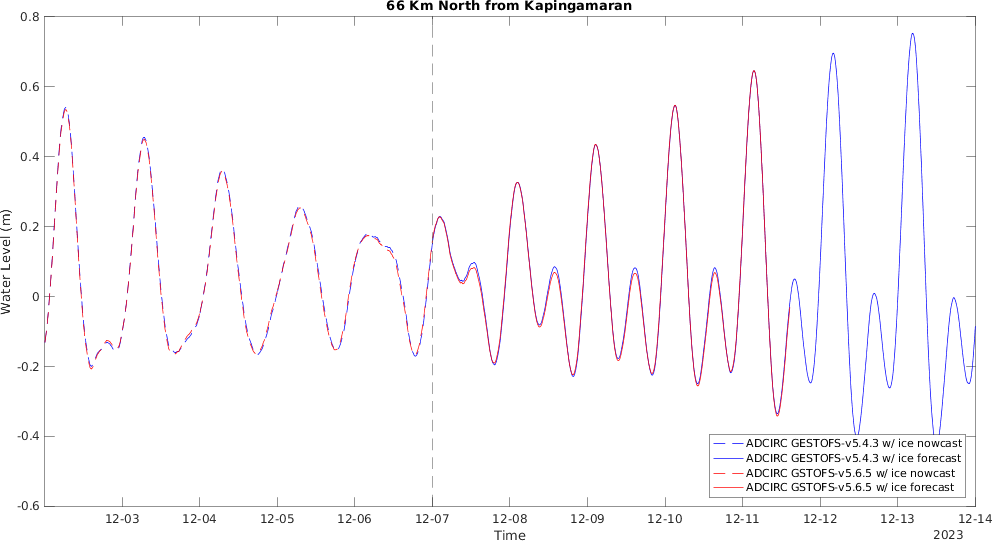 66 Km North from Kapingamaran
0.8
0.6
0.4
0.2
0
-0.2
-0.4
-0.6
Water Level (m)
ADCIRC GESTOFS-v5.4.3 w/ ice nowcast
ADCIRC GESTOFS-v5.4.3 w/ ice forecast
ADCIRC GSTOFS-v5.6.5 w/ ice nowcast
ADCIRC GSTOFS-v5.6.5 w/ ice forecast
12-03 12-04 12-05 12-06 12-07 12-08 12-09 12-10 12-11 12-12 12-13 12-14
Time
2023